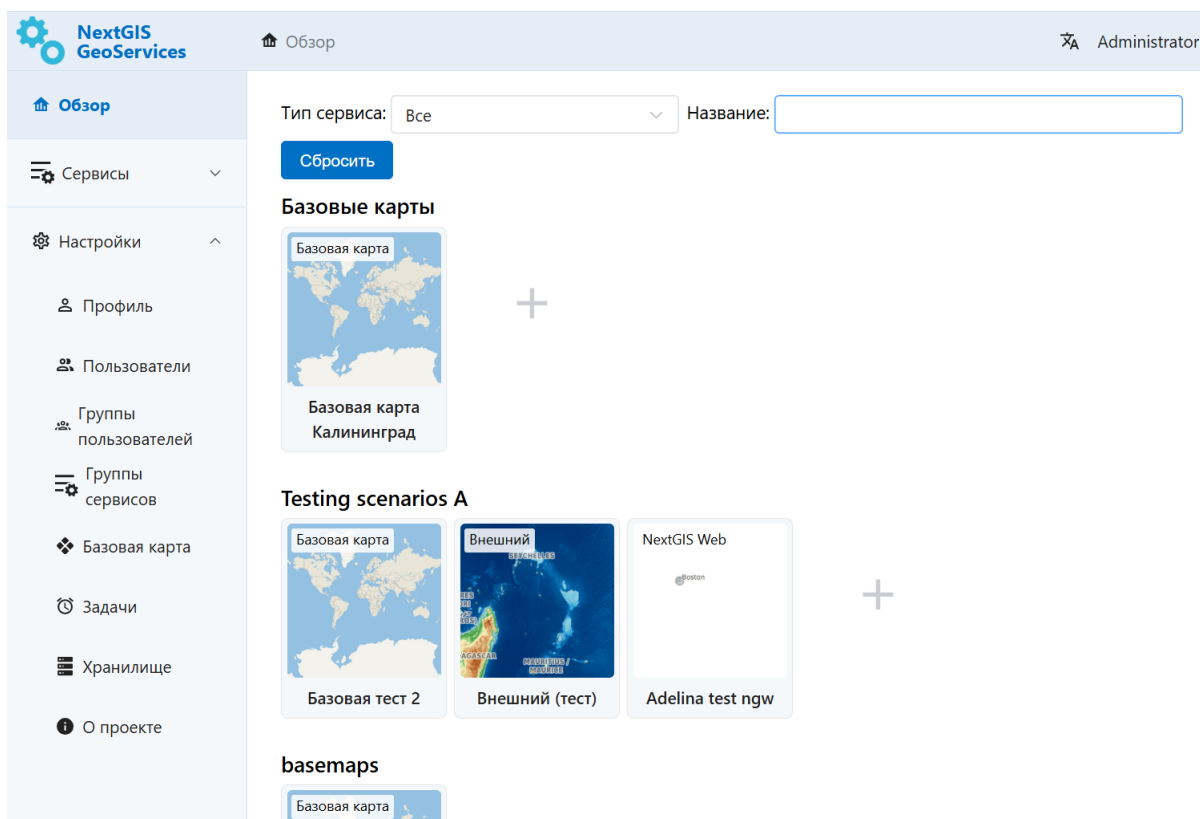 NextGIS
GeoServices
Обзор
Administrator
Обзор
Сервисы
Настройки
Профиль
Пользователи
Группы
пользователей
Группы
сервисов
Базовая карта
Задачи
Хранилище
О проекте
Тип сервиса: Все Название:
Сбросить
Базовые карты
Базовая карта
Базовая карта
Калининград
Testing scenarios A
Базовая карта
Базовая тест 2
Внешний
SEYCHELLES
MAURITIUS /
MAURICE
Внешний (тест)
NextGIS Web
Boston
Adelina test ngw
basemaps
Базовая карта